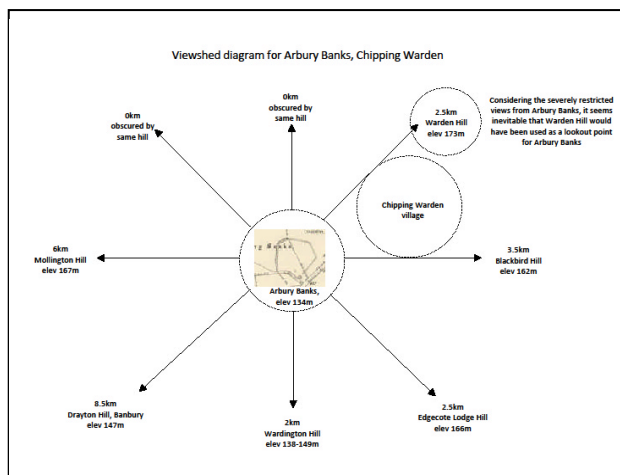 Viewshed diagram for Arbury Banks, Chipping Warden
0km
obscured by
same hill
0km
obscured by
same hill
2.5km
Warden Hill
elev 173m
Considering the severely restricted
views from Arbury Banks, it seems
inevitable that Warden Hill would
have been used as a lookout point
for Arbury Banks
Chipping Warden
village
6km
Mollington Hill
elev 167m
Arbury Banks,
elev 134m
3.5km
Blackbird Hill
elev 162m
8.5km
Drayton Hill, Banbury
elev 147m
2km
Wardington Hill
elev 138-149m
2.5km
Edgecote Lodge Hill
elev 166m